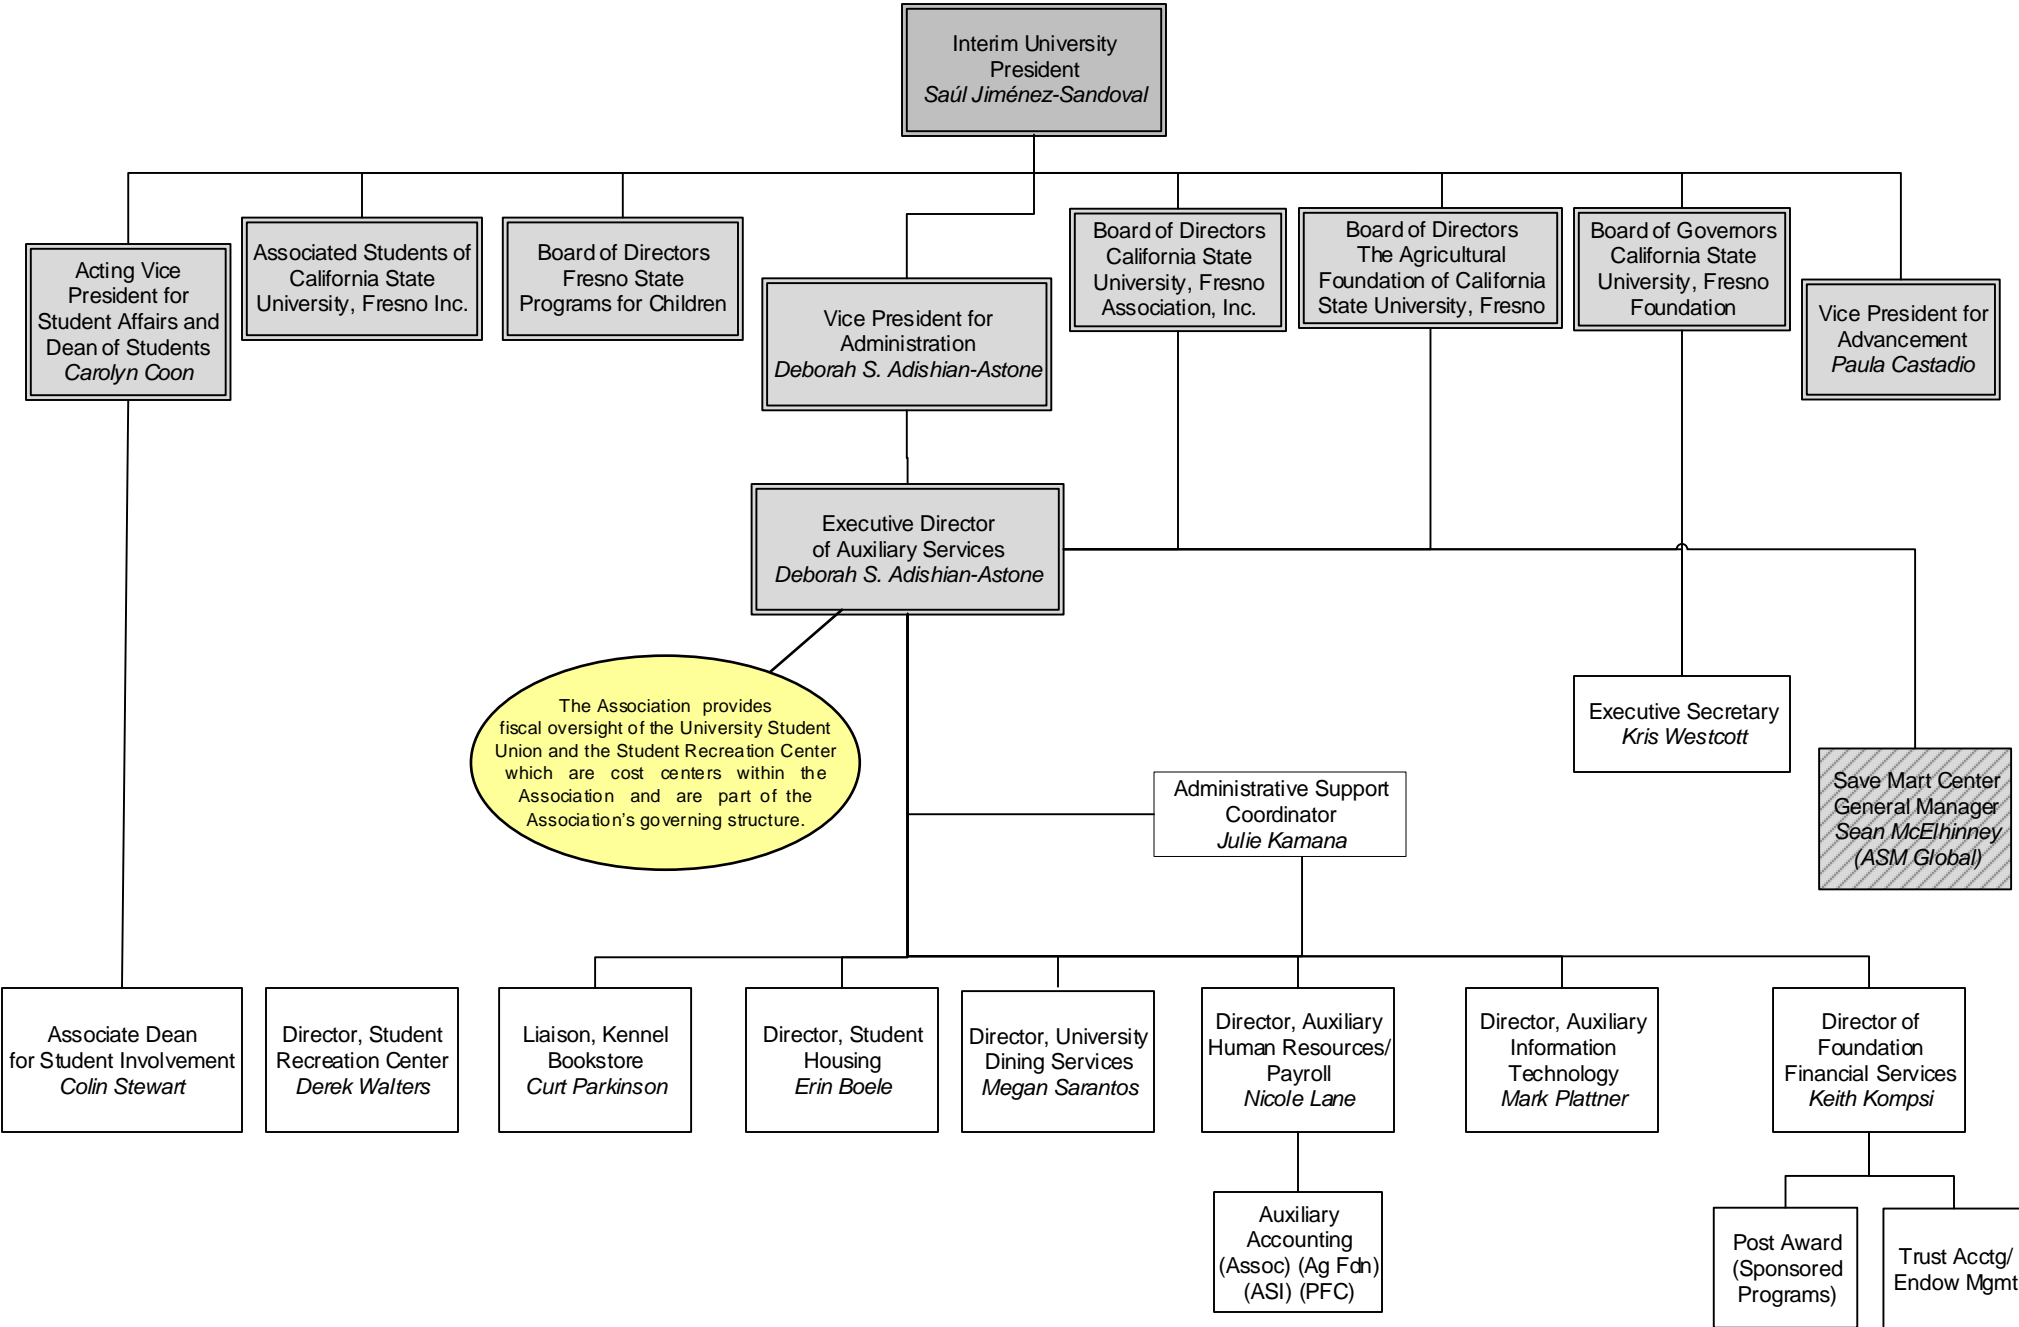 Interim University
President
Saúl Jiménez-Sandoval
Acting Vice
President for
Student Affairs and
Dean of Students
Carolyn Coon
Associated Students of
California State
University, Fresno Inc.
Board of Directors
Fresno State
Programs for Children
Vice President for
Administration
Deborah S. Adishian-Astone
Board of Directors
California State
University, Fresno
Association, Inc.
Board of Directors
The Agricultural
Foundation of California
State University, Fresno
Board of Governors
California State
University, Fresno
Foundation
Vice President for
Advancement
Paula Castadio
Executive Director
of Auxiliary Services
Deborah S. Adishian-Astone
The Association provides
fiscal oversight of the University Student
Union and the Student Recreation Center
which are cost centers within the
Association and are part of the
Association’s governing structure.
Executive Secretary
Kris Westcott
Administrative Support
Coordinator
Julie Kamana
Save Mart Center
General Manager
Sean McElhinney
(ASM Global)
Associate Dean
for Student Involvement
Colin Stewart
Director, Student
Recreation Center
Derek Walters
Liaison, Kennel
Bookstore
Curt Parkinson
Director, Student
Housing
Erin Boele
Director, University
Dining Services
Megan Sarantos
Director, Auxiliary
Human Resources/
Payroll
Nicole Lane
Director, Auxiliary
Information
Technology
Mark Plattner
Director of
Foundation
Financial Services
Keith Kompsi
Auxiliary
Accounting
(Assoc) (Ag Fdn)
(ASI) (PFC)
Post Award
(Sponsored
Programs)
Trust Acctg/
Endow Mgmt